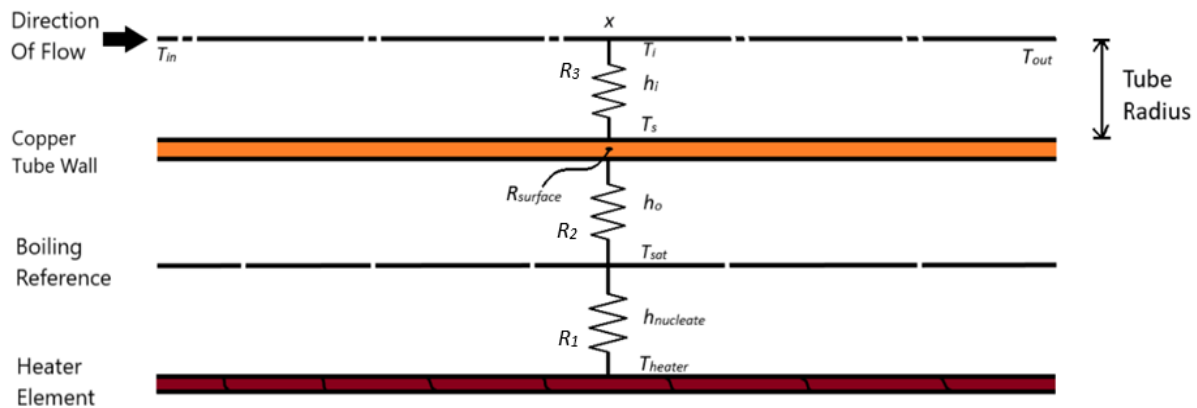 Direction
Of Flow
x
Tin
Ti
Tout
R3
hi
Tube
Radius
Ts
Copper
Tube Wall
Rsurface
ho
R2
Boiling
Reference
Tsat
hnucleate
R1
Heater
Element
Theater